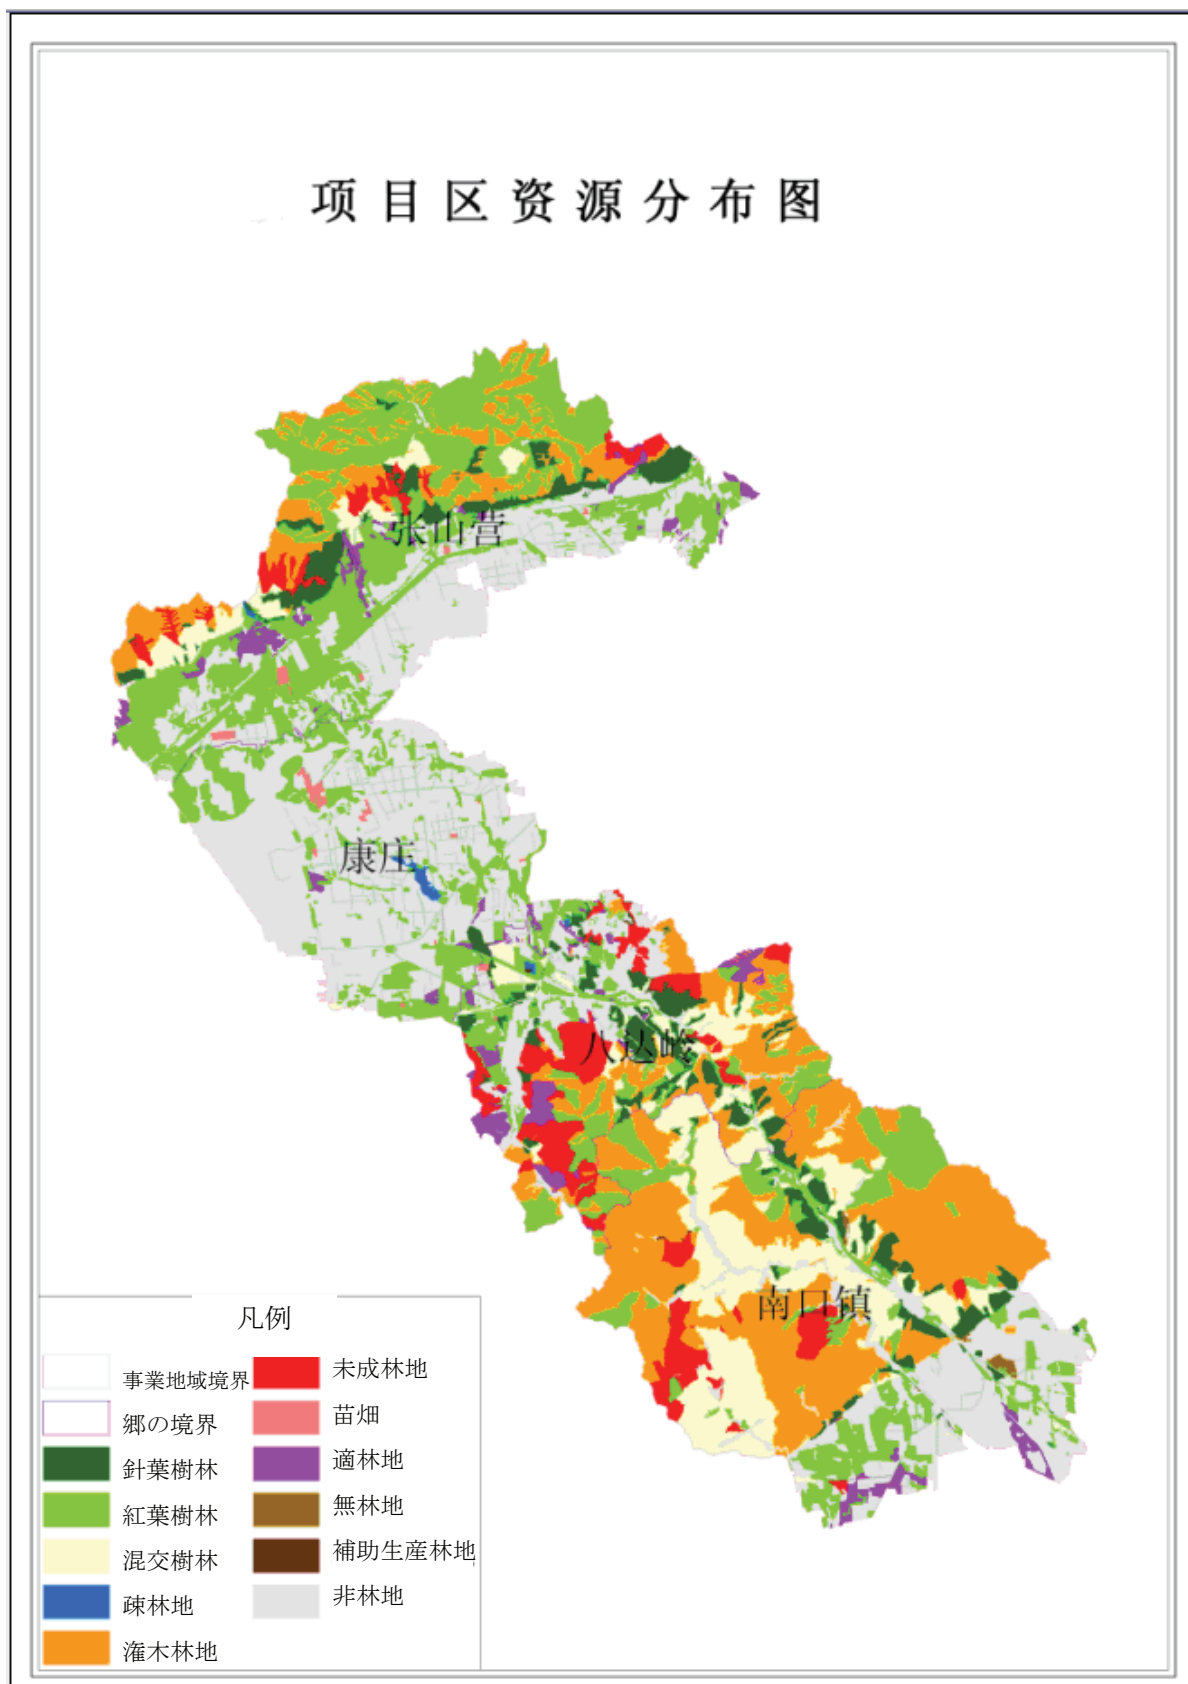 项目区资源分布图
张山营
康庄
八达岭
南口镇
凡例
事業地域境界
郷の境界
針葉樹林
紅葉樹林
混交樹林
疎林地
潅木林地
未成林地
苗畑
適林地
無林地
補助生産林地
非林地